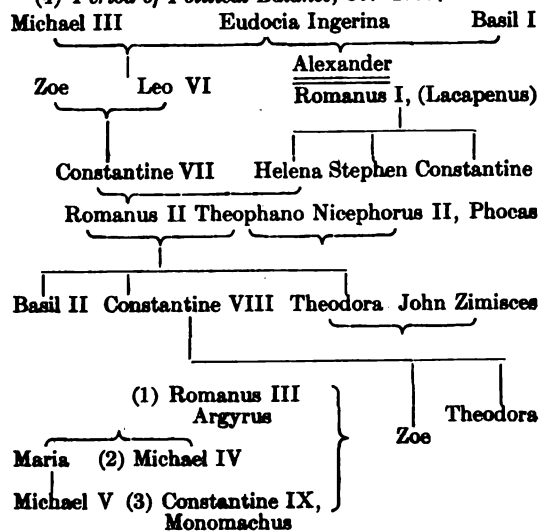 (1) Period of Political Balance,
Michael III Eudocia Ingerina Basil I
Alexander
Zoe Leo VI
Romanus I, (Lacapenus)
Constantine VII Helena Stephen Constantine
Romanus II Theophano Nicephorus II, Phocas
Basil II Constantine VIII Theodora John Zimisces
(1) Romanus III
Argyrus
Theodora
Zoe
Maria (2) Michael IV
Michael V (3) Constantine IX,
Monomachus